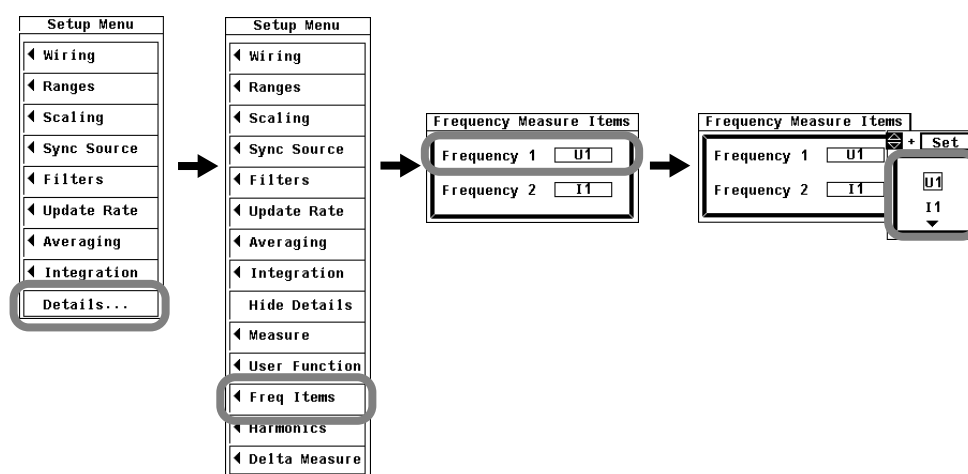 Setup Menu
Wiring
Ranges
Scaling
Sync Source
Filters
Update Rate
Averaging
Integration
Details...
Setup Menu
Wiring
Ranges
Scaling
Sync Source
Filters
Update Rate
Averaging
Integration
Hide Details
Measure
User Function
Freq Items
Harmonics
Delta Measure
Frequency Measure Items
Frequency 1 U1
Frequency 2 I1
Frequency Measure Items
+ Set
Frequency 1 U1
Frequency 2 I1
U1
I1